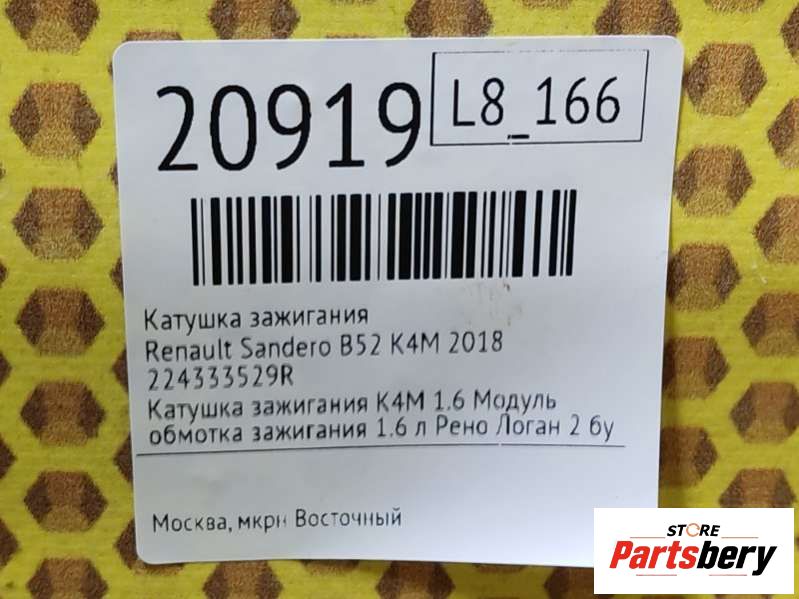 20919
L8_166
Катушка зажигания
Renault Sandero B52 K4M 2018
224333529R
Катушка зажигания K4M 1.6 Модуль
обмотка зажигания 1.6 л Рено Логан 2 бу
Москва, мкрн Восточный
STORE
Partsbery